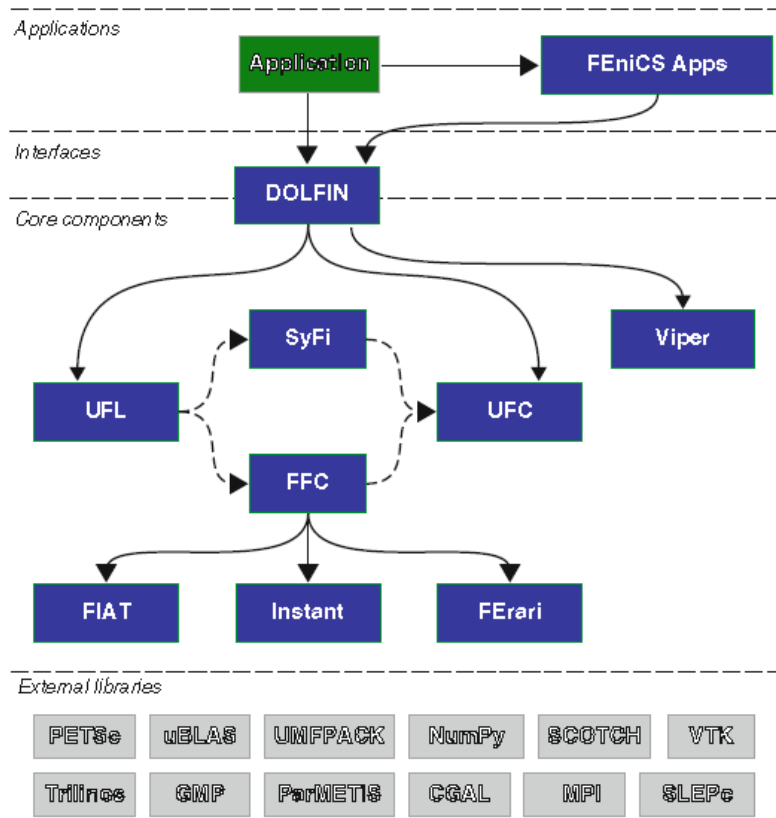 Applications
Application
FEniCS Apps
Interfaces
DOLFIN
Core components
SyFi
Viper
UFL
UFC
FFC
FIAT
Instant
FErari
External libraries
PETSc
uBLAS
UMFPACK
NumPy
SCOTCH
VTK
Trilinos
GMP
ParMETIS
CGAL
MPI
SLEPc